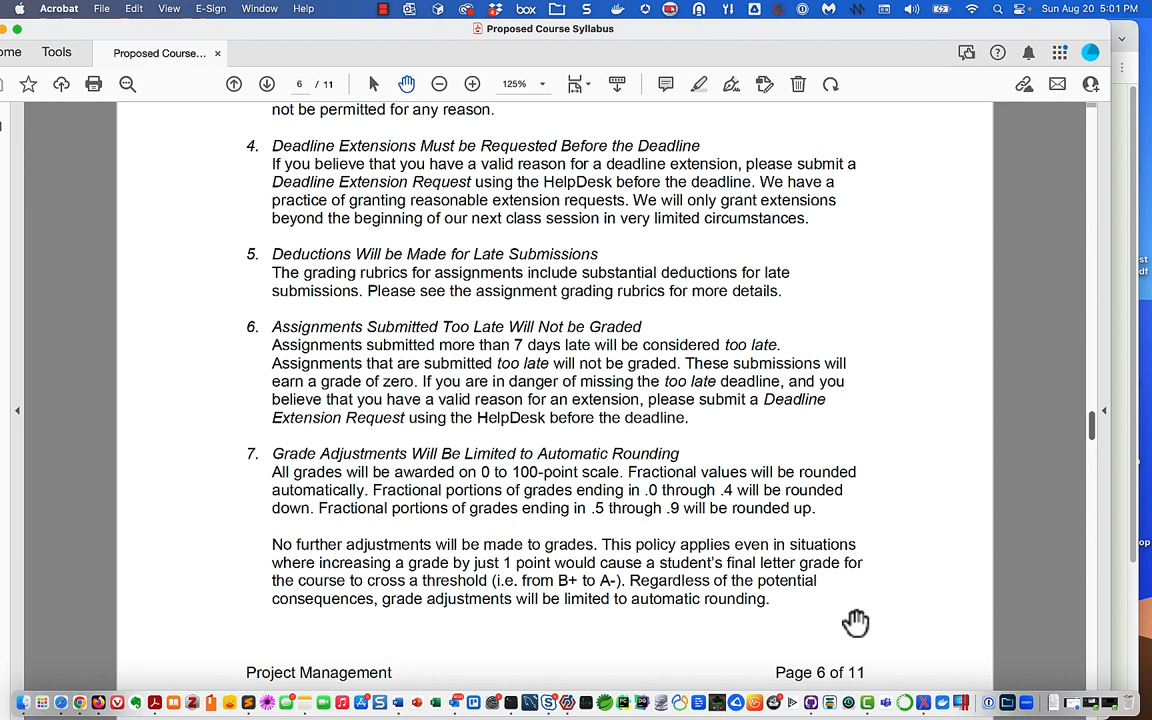 Acrobat File Edit View E-Sign Window Help box Sun Aug 20 5:01 PM
Proposed Course Syllabus
ome Tools Proposed Course... ×
6 / 11 125%
not be permitted for any reason.
4. Deadline Extensions Must be Requested Before the Deadline
If you believe that you have a valid reason for a deadline extension, please submit a
Deadline Extension Request using the HelpDesk before the deadline. We have a
practice of granting reasonable extension requests. We will only grant extensions
beyond the beginning of our next class session in very limited circumstances.
5. Deductions Will be Made for Late Submissions
The grading rubrics for assignments include substantial deductions for late
submissions. Please see the assignment grading rubrics for more details.
6. Assignments Submitted Too Late Will Not be Graded
Assignments submitted more than 7 days late will be considered too late.
Assignments that are submitted too late will not be graded. These submissions will
earn a grade of zero. If you are in danger of missing the too late deadline, and you
believe that you have a valid reason for an extension, please submit a Deadline
Extension Request using the HelpDesk before the deadline.
7. Grade Adjustments Will Be Limited to Automatic Rounding
All grades will be awarded on 0 to 100-point scale. Fractional values will be rounded
automatically. Fractional portions of grades ending in .0 through .4 will be rounded
down. Fractional portions of grades ending in .5 through .9 will be rounded up.
No further adjustments will be made to grades. This policy applies even in situations
where increasing a grade by just 1 point would cause a student's final letter grade for
the course to cross a threshold (i.e. from B+ to A-). Regardless of the potential
consequences, grade adjustments will be limited to automatic rounding.
Project Management Page 6 of 11
st
df
op